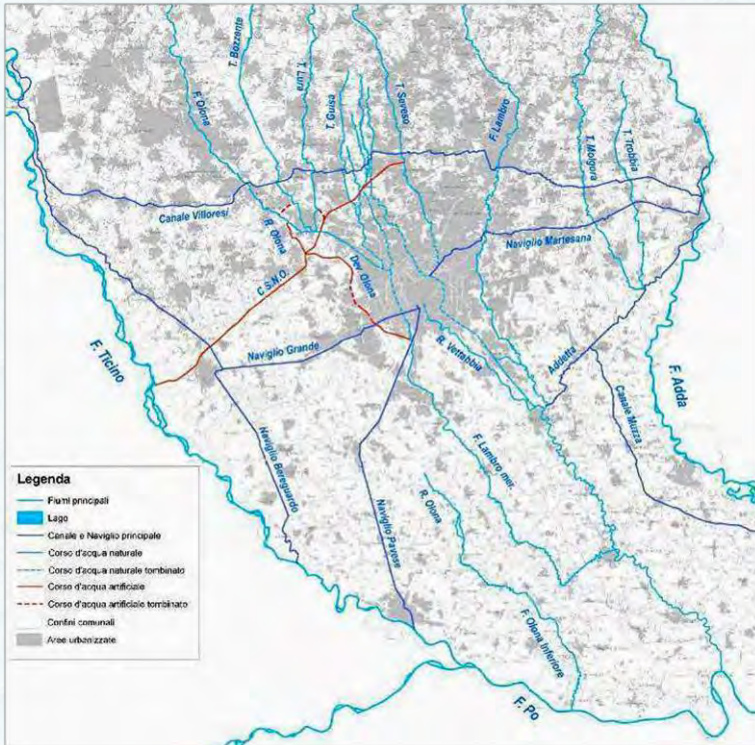 T. Bozzente
T. Lura
T. Guisa
T. Seveso
F. Olona
F. Lambro
T. Molgora
T. Trobbia
Canale Villoresi
R. Olona
Naviglio Martesana
C.S.N.O.
Dev. Olona
F. Ticino
Naviglio Grande
R. Vettabbia
Addetta
F. Adda
Canale Muzza
Naviglio Bereguardo
Naviglio Pavese
F. Lambro mer.
R. Olona
F. Olona Inferiore
F. Po
Legenda
Fiumi principali
Lago
Canale e Naviglio principale
Corso d'acqua naturale
Corso d'acqua naturale tombinato
Corso d'acqua artificiale
Corso d'acqua artificiale tombinato
Confini comunali
Aree urbanizzate